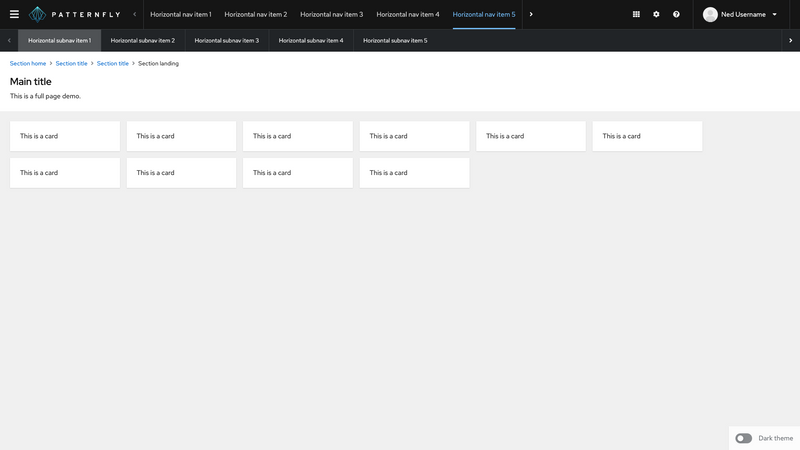 PATTERNFLY Horizontal nav item 1 Horizontal nav item 2 Horizontal nav item 3 Horizontal nav item 4 Horizontal nav item 5 Ned Username
Horizontal subnav item 1 Horizontal subnav item 2 Horizontal subnav item 3 Horizontal subnav item 4 Horizontal subnav item 5
Section home > Section title > Section title > Section landing
Main title
This is a full page demo.
This is a card This is a card This is a card This is a card This is a card This is a card
This is a card This is a card This is a card This is a card
Dark theme